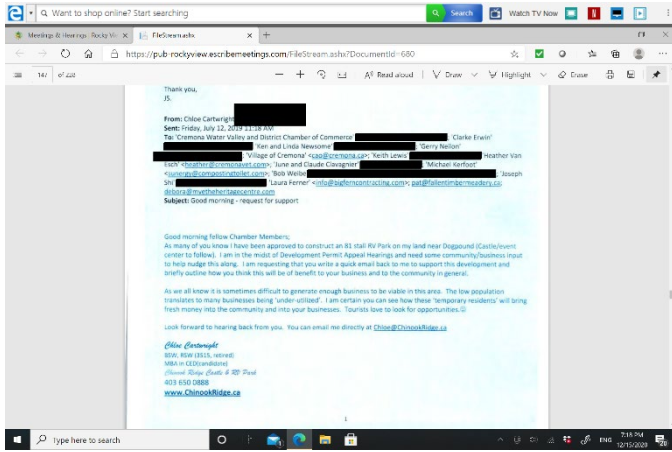 Want to shop online? Start searching
Search
Watch TV Now
N
Meetings & Hearings - Rocky Vi
FileStream.ashx
https://pub-rockyview.escribemeetings.com/FileStream.ashx?DocumentId=680
of
Read aloud
Draw
Highlight
Erase
Thank you,
JS.
From: Chloe Cartwright
Sent: Friday, July 12, 2019 11:18 AM
To: 'Cremona Water Valley and District Chamber of Commerce' ; 'Clarke Erwin'
'Ken and Linda Newsome' ; 'Gerry Neilon'
'Village of Cremona' <cao@cremona.ca>; 'Keith Lewis' Heather Van
Esch' <heather@cremonavet.com>; 'June and Claude Clavagnier' ; 'Michael Kerfoot'
<sunergy@compostingtoilet.com>; 'Bob Weibe' ; 'Joseph
'Laura Ferner' <info@bigferncontracting.com>; pat@fallentimbermeadery.ca;
debora@myetheheritagecentre.com
Subject: Good morning - request for support
Good morning fellow Chamber Members;
As many of you know I have been approved to construct an 81 stall RV Park on my land near Dogpound (Castle/event
center to follow). I am in the midst of Development Permit Appeal Hearings and need some community/business input
to help nudge this along. I am requesting that you write a quick email back to me to support this development and
briefly outline how you think this will be of benefit to your business and to the community in general.
As we all know it is sometimes difficult to generate enough business to be viable in this area. The low population
translates to many businesses being 'under-utilized'. I am certain you can see how these 'temporary residents' will bring
fresh money into the community and into your businesses. Tourists love to look for opportunities.☺
Look forward to hearing back from you. You can email me directly at Chloe@ChinookRidge.ca
Chloe Cartwright
BSW, RSW (3515, retired)
MBA in CED(candidate)
Chinook Ridge Castle & RV Park
403 650 0888
www.ChinookRidge.ca
1
Type here to search
ENG
7:18 PM
12/15/2020